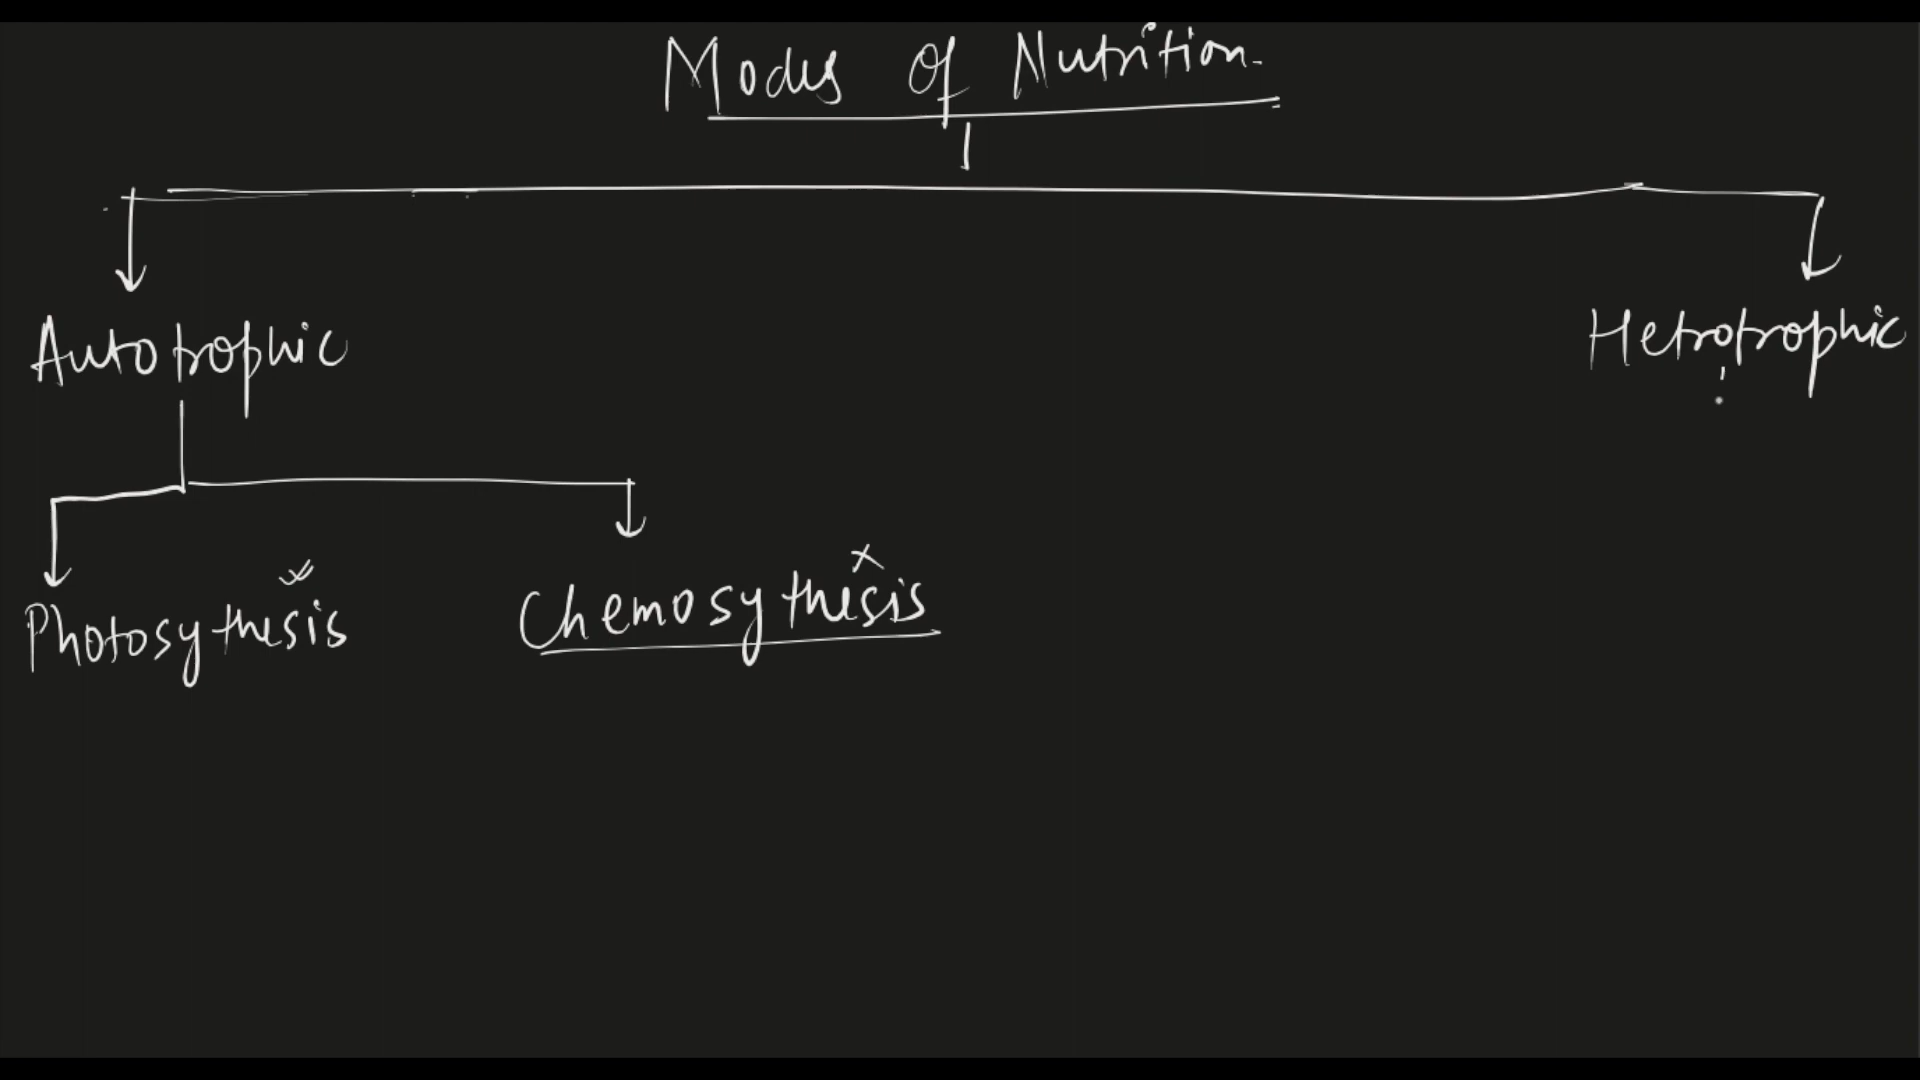 Modes of Nutrition.
Autotrophic
Hetrotrophic
Photosythesis
Chemosythesis